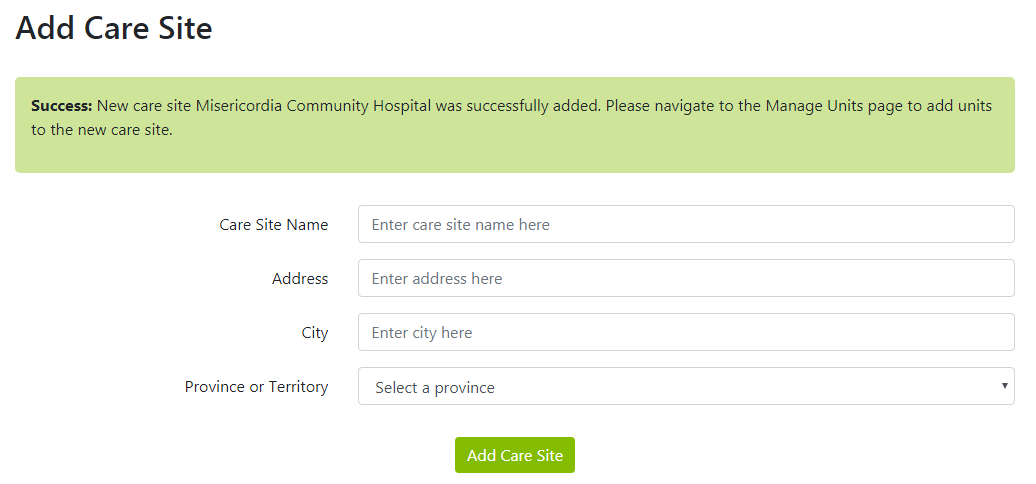 Add Care Site
Success: New care site Misericordia Community Hospital was successfully added. Please navigate to the Manage Units page to add units
to the new care site.
Care Site Name
Enter care site name here
Address
Enter address here
City
Enter city here
Province or Territory
Select a province
Add Care Site